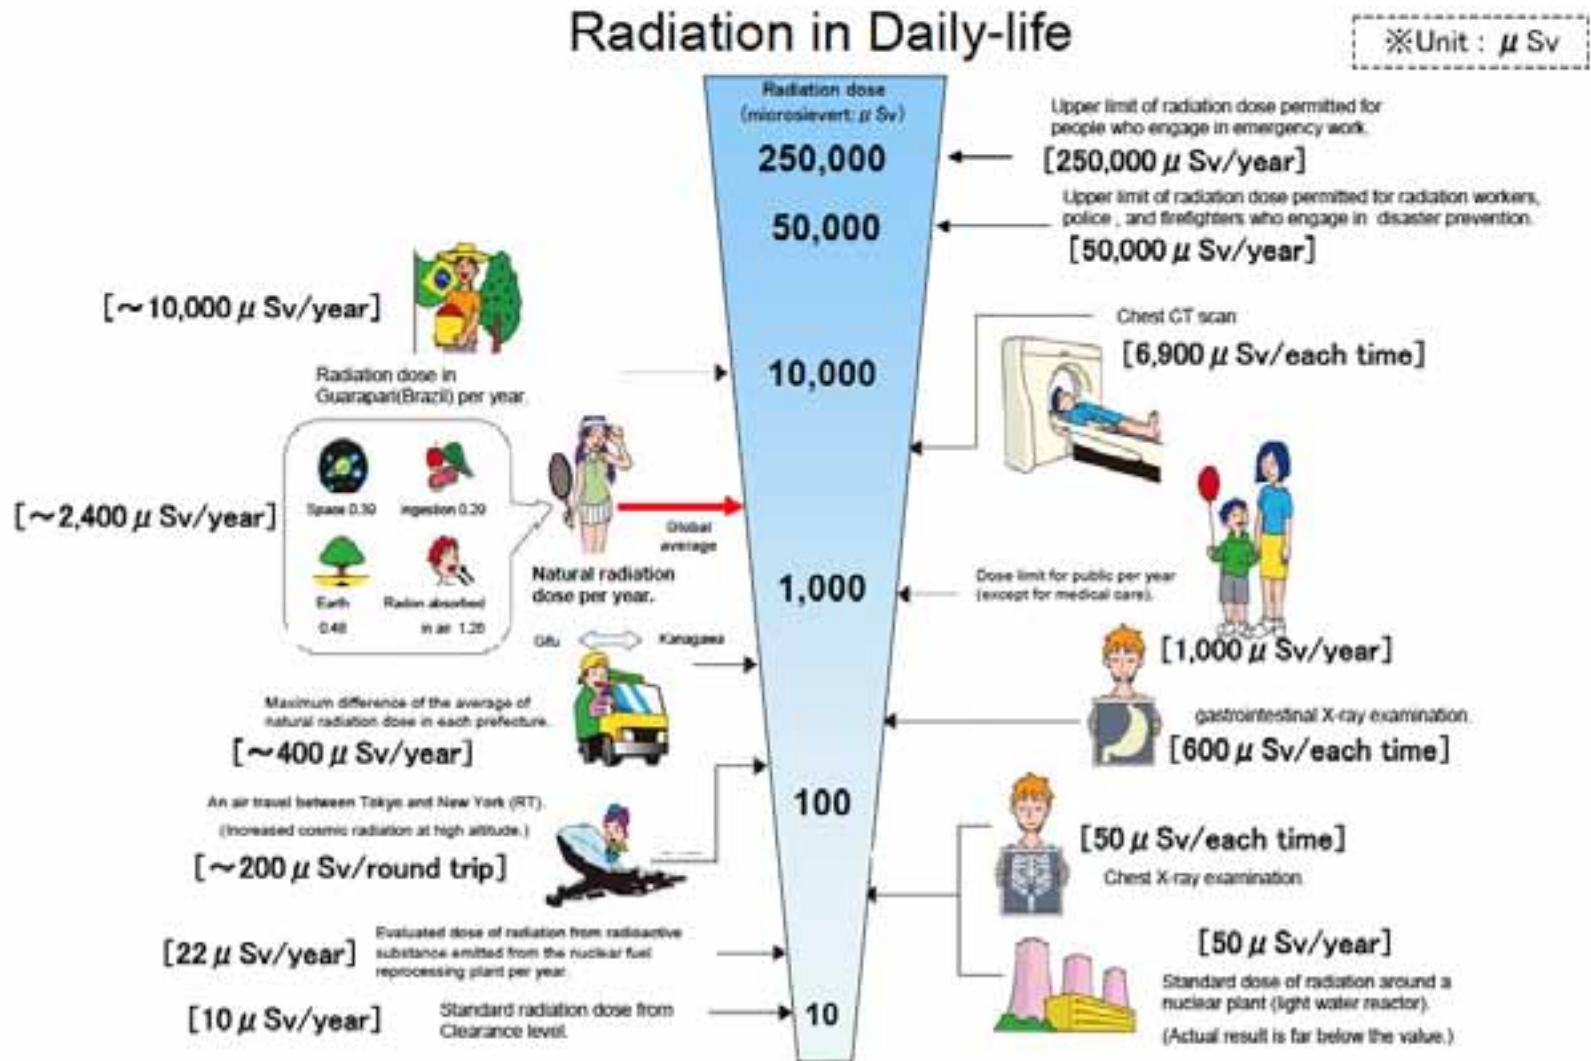 Radiation in Daily-life
※Unit : μ Sv
Radiation dose
(microsievert: μ Sv)
250,000
50,000
10,000
1,000
100
10
Upper limit of radiation dose permitted for
people who engage in emergency work.
[250,000 μ Sv/year]
Upper limit of radiation dose permitted for radiation workers,
police , and firefighters who engage in disaster prevention.
[50,000 μ Sv/year]
[~10,000 μ Sv/year]
Radiation dose in
Guarapari(Brazil) per year.
Chest CT scan
[6,900 μ Sv/each time]
[~2,400 μ Sv/year]
Space 0.39
ingestion 0.29
Earth
0.48
Radon absorbed
in air 1.26
Global
average
Natural radiation
dose per year.
Dose limit for public per year
(except for medical care).
[1,000 μ Sv/year]
Gifu
Kanagawa
Maximum difference of the average of
natural radiation dose in each prefecture.
[~400 μ Sv/year]
gastrointestinal X-ray examination.
[600 μ Sv/each time]
An air travel between Tokyo and New York (RT).
(Increased cosmic radiation at high altitude.)
[~200 μ Sv/round trip]
[50 μ Sv/each time]
Chest X-ray examination.
[22 μ Sv/year]
Evaluated dose of radiation from radioactive
substance emitted from the nuclear fuel
reprocessing plant per year.
[50 μ Sv/year]
Standard dose of radiation around a
nuclear plant (light water reactor).
(Actual result is far below the value.)
[10 μ Sv/year]
Standard radiation dose from
Clearance level.